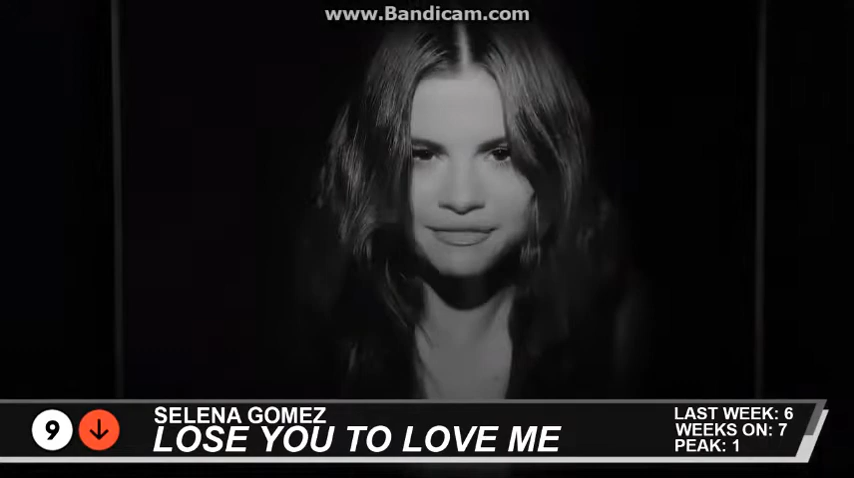 www.Bandicam.com
9
SELENA GOMEZ
LOSE YOU TO LOVE ME
LAST WEEK: 6
WEEKS ON: 7
PEAK: 1